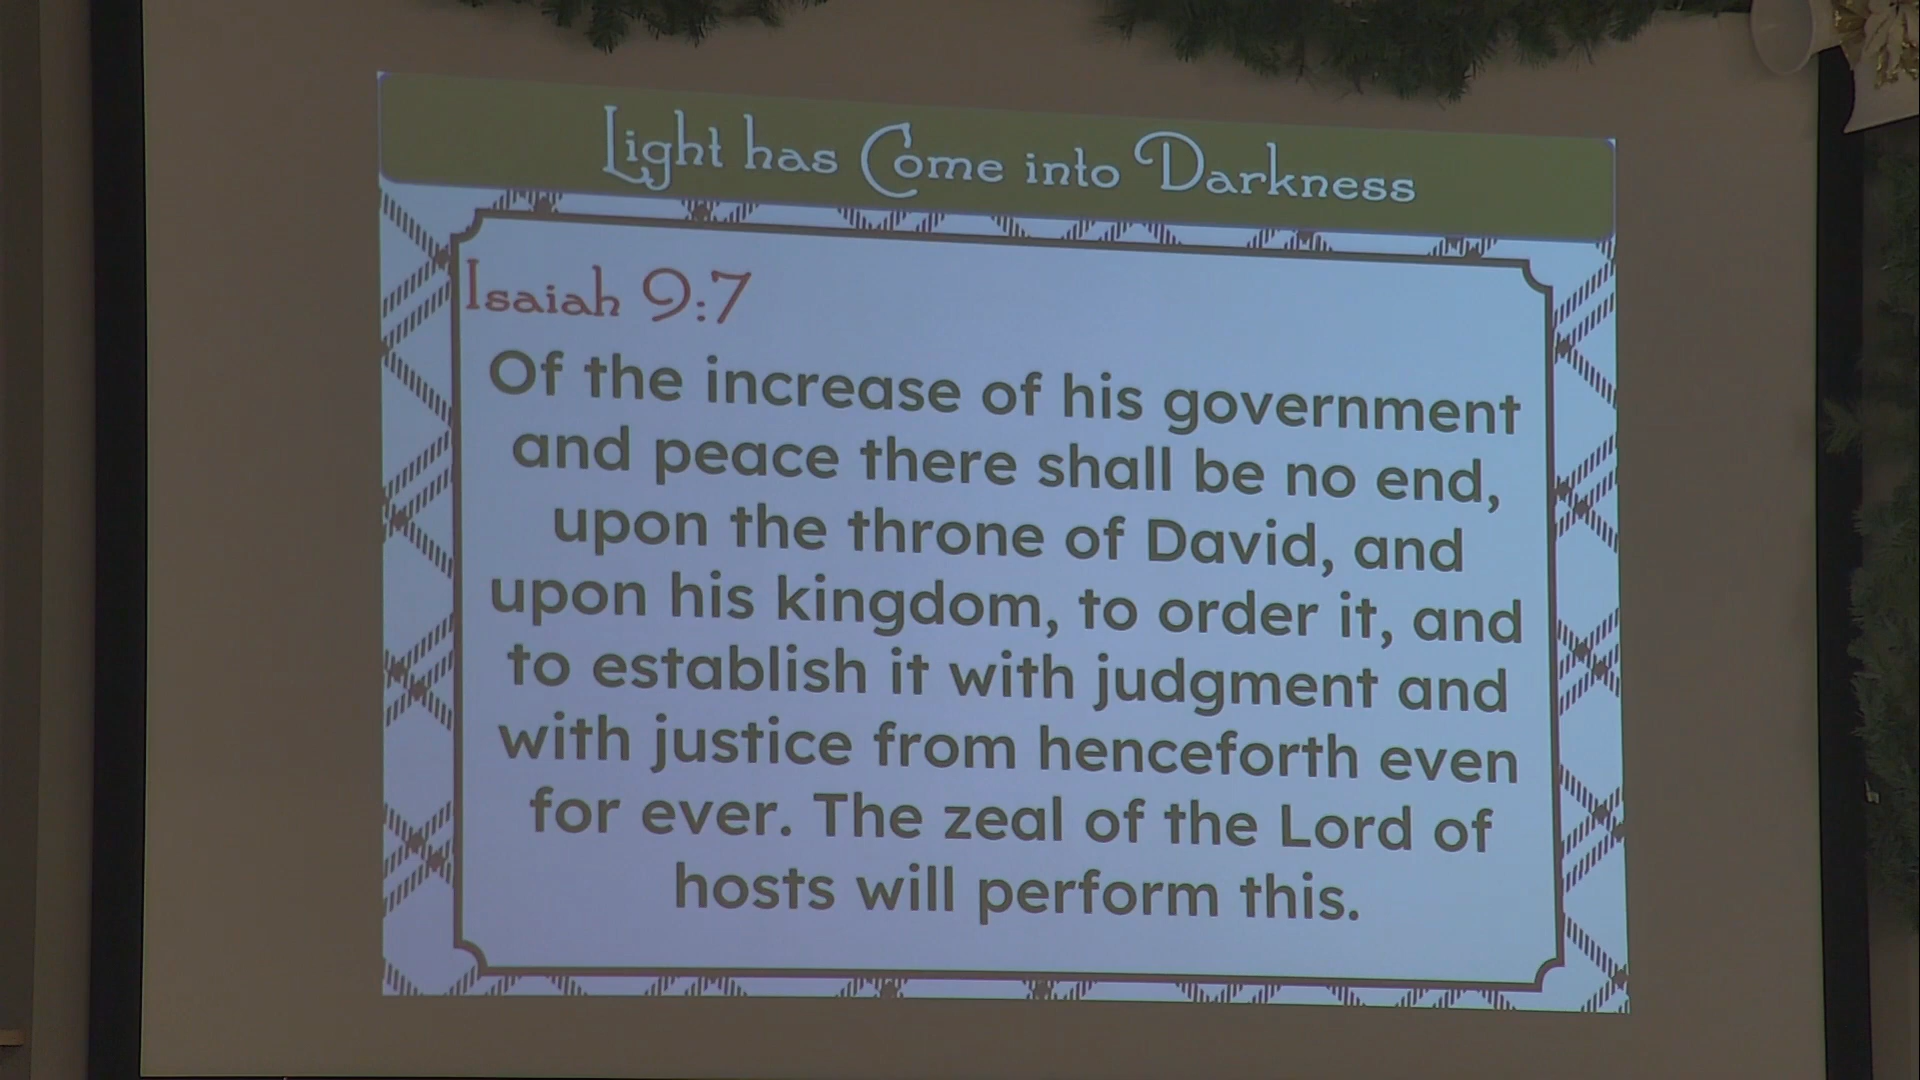 Light has Come into Darkness
Isaiah 9:7
Of the increase of his government
and peace there shall be no end,
upon the throne of David, and
upon his kingdom, to order it, and
to establish it with judgment and
with justice from henceforth even
for ever. The zeal of the Lord of
hosts will perform this.